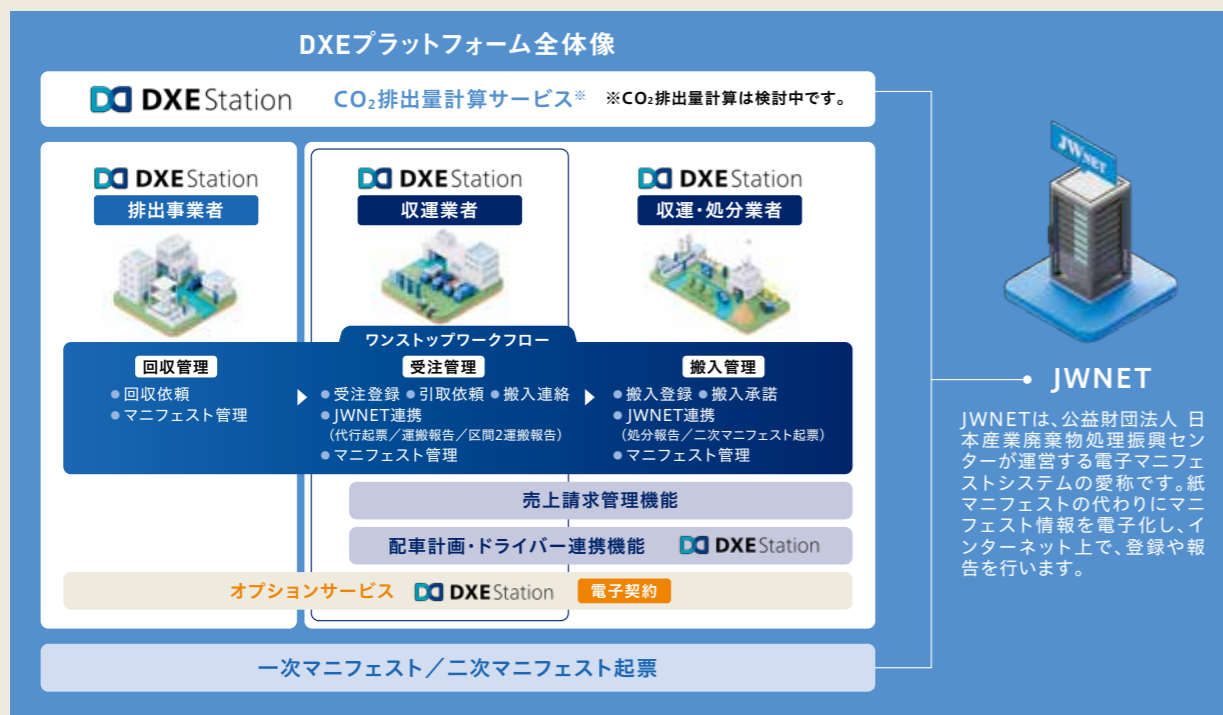 DXEプラットフォーム全体像
DXE Station CO₂排出量計算サービス※ ※CO₂排出量計算は検討中です。
DXE Station
排出事業者
DXE Station
収運業者
DXE Station
収運・処分業者
ワンストップワークフロー
回収管理
●回収依頼
●マニフェスト管理
受注管理
●受注登録 ●引取依頼 ●搬入連絡
●JWNET連携
(代行起票/運搬報告/区間2運搬報告)
●マニフェスト管理
搬入管理
●搬入登録 ●搬入承諾
●JWNET連携
(処分報告/二次マニフェスト起票)
●マニフェスト管理
売上請求管理機能
配車計画・ドライバー連携機能 DXE Station
オプションサービス DXE Station 電子契約
一次マニフェスト/二次マニフェスト起票
JWNET
JWNET
JWNETは、公益財団法人 日
本産業廃棄物処理振興セン
ターが運営する電子マニフェ
ストシステムの愛称です。紙
マニフェストの代わりにマニ
フェスト情報を電子化し、イ
ンターネット上で、登録や報
告を行います。